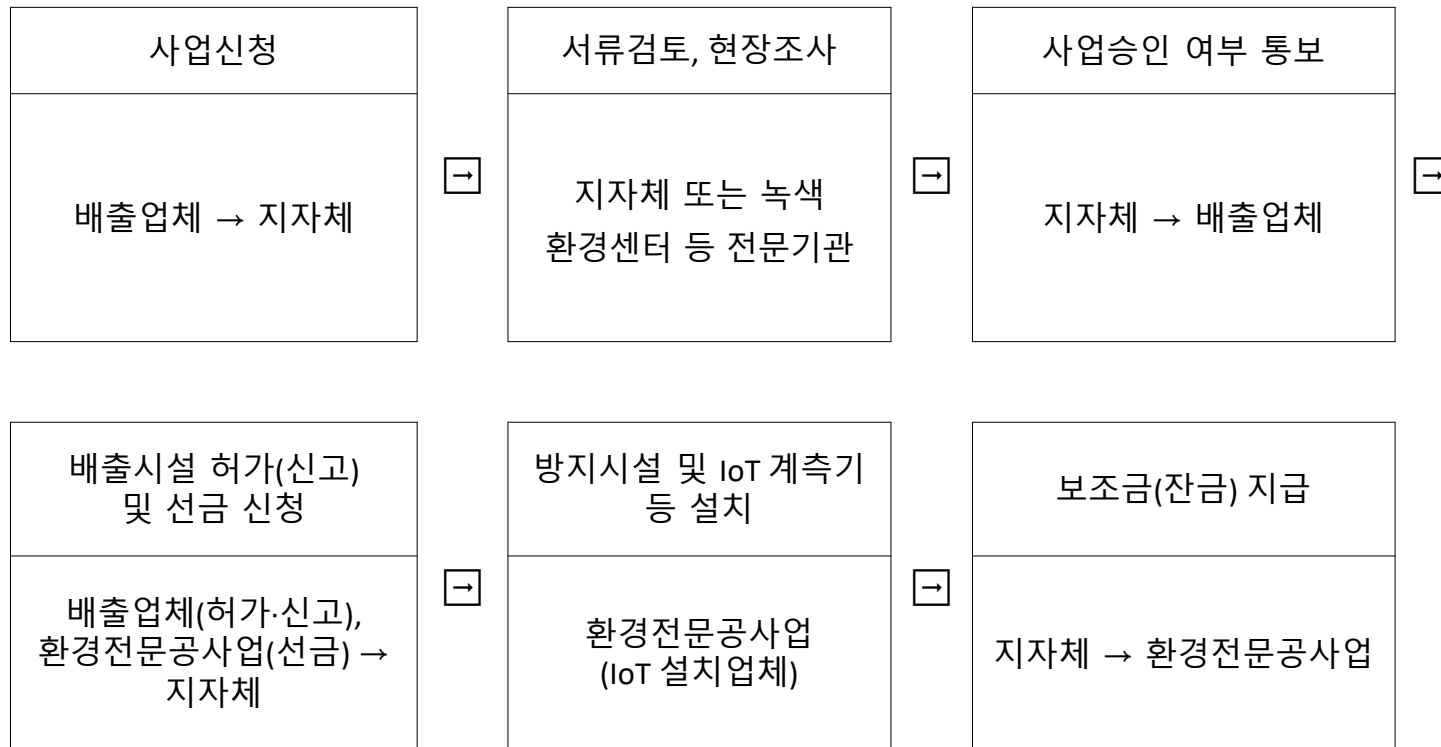 사업신청
배출업체 → 지자체
→
서류검토, 현장조사
지자체 또는 녹색
환경센터 등 전문기관
→
사업승인 여부 통보
지자체 → 배출업체
→
배출시설 허가(신고)
및 선금 신청
배출업체(허가·신고),
환경전문공사업(선금) →
지자체
→
방지시설 및 IoT 계측기
등 설치
환경전문공사업
(IoT 설치업체)
→
보조금(잔금) 지급
지자체 → 환경전문공사업